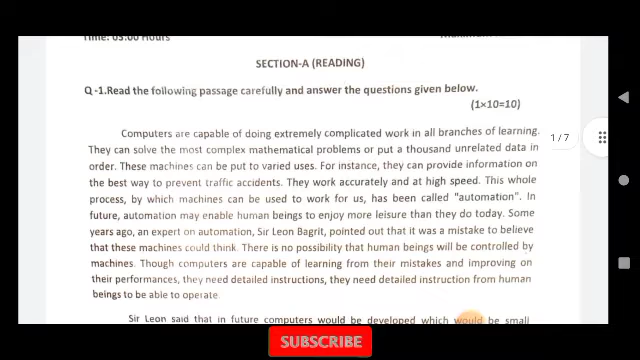 Time: 03:00 Hours
SECTION-A (READING)
Q-1.Read the following passage carefully and answer the questions given below.
(1×10=10)
1/7
Computers are capable of doing extremely complicated work in all branches of learning.
They can solve the most complex mathematical problems or put a thousand unrelated data in
order. These machines can be put to varied uses. For instance, they can provide information on
the best way to prevent traffic accidents. They work accurately and at high speed. This whole
process, by which machines can be used to work for us, has been called "automation". In
future, automation may enable human beings to enjoy more leisure than they do today. Some
years ago, an expert on automation, Sir Leon Bagrit, pointed out that it was a mistake to believe
that these machines could think. There is no possibility that human beings will be controlled by
machines. Though computers are capable of learning from their mistakes and improving on
their performances, they need detailed instructions, they need detailed instruction from human
beings to be able to operate
Sir Leon said that in future computers would be developed which would be small
SUBSCRIBE